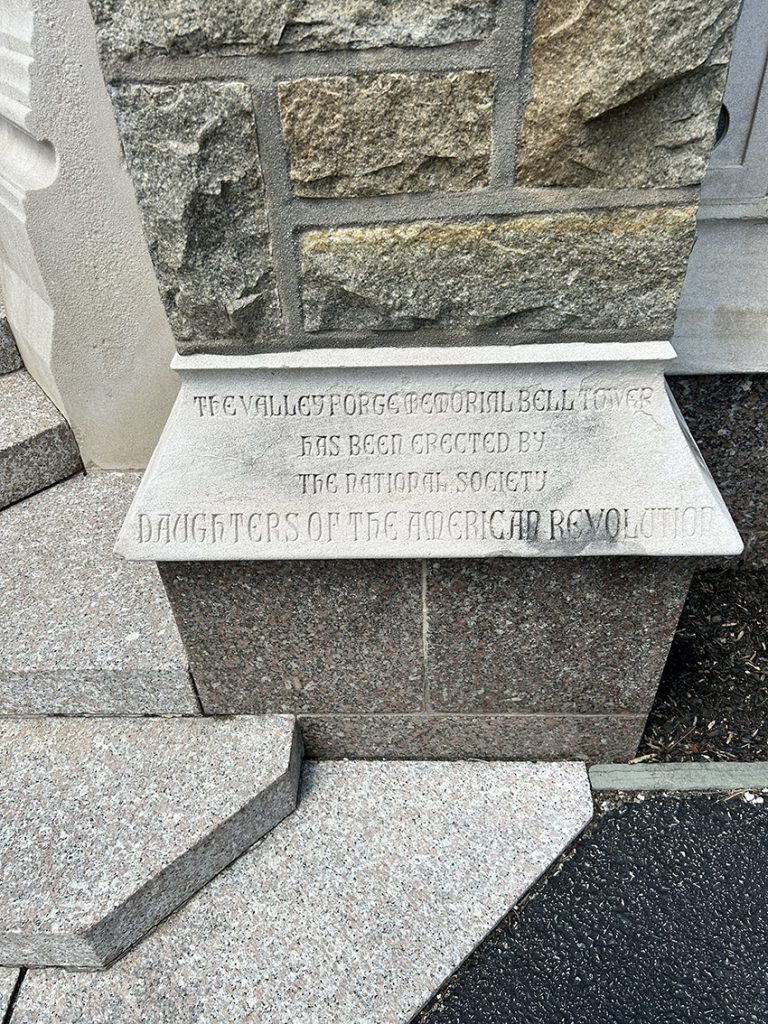 THE VALLEY FORGE MEMORIAL BELL TOWER
HAS BEEN ERECTED BY
THE NATIONAL SOCIETY
DAUGHTERS OF THE AMERICAN REVOLUTION